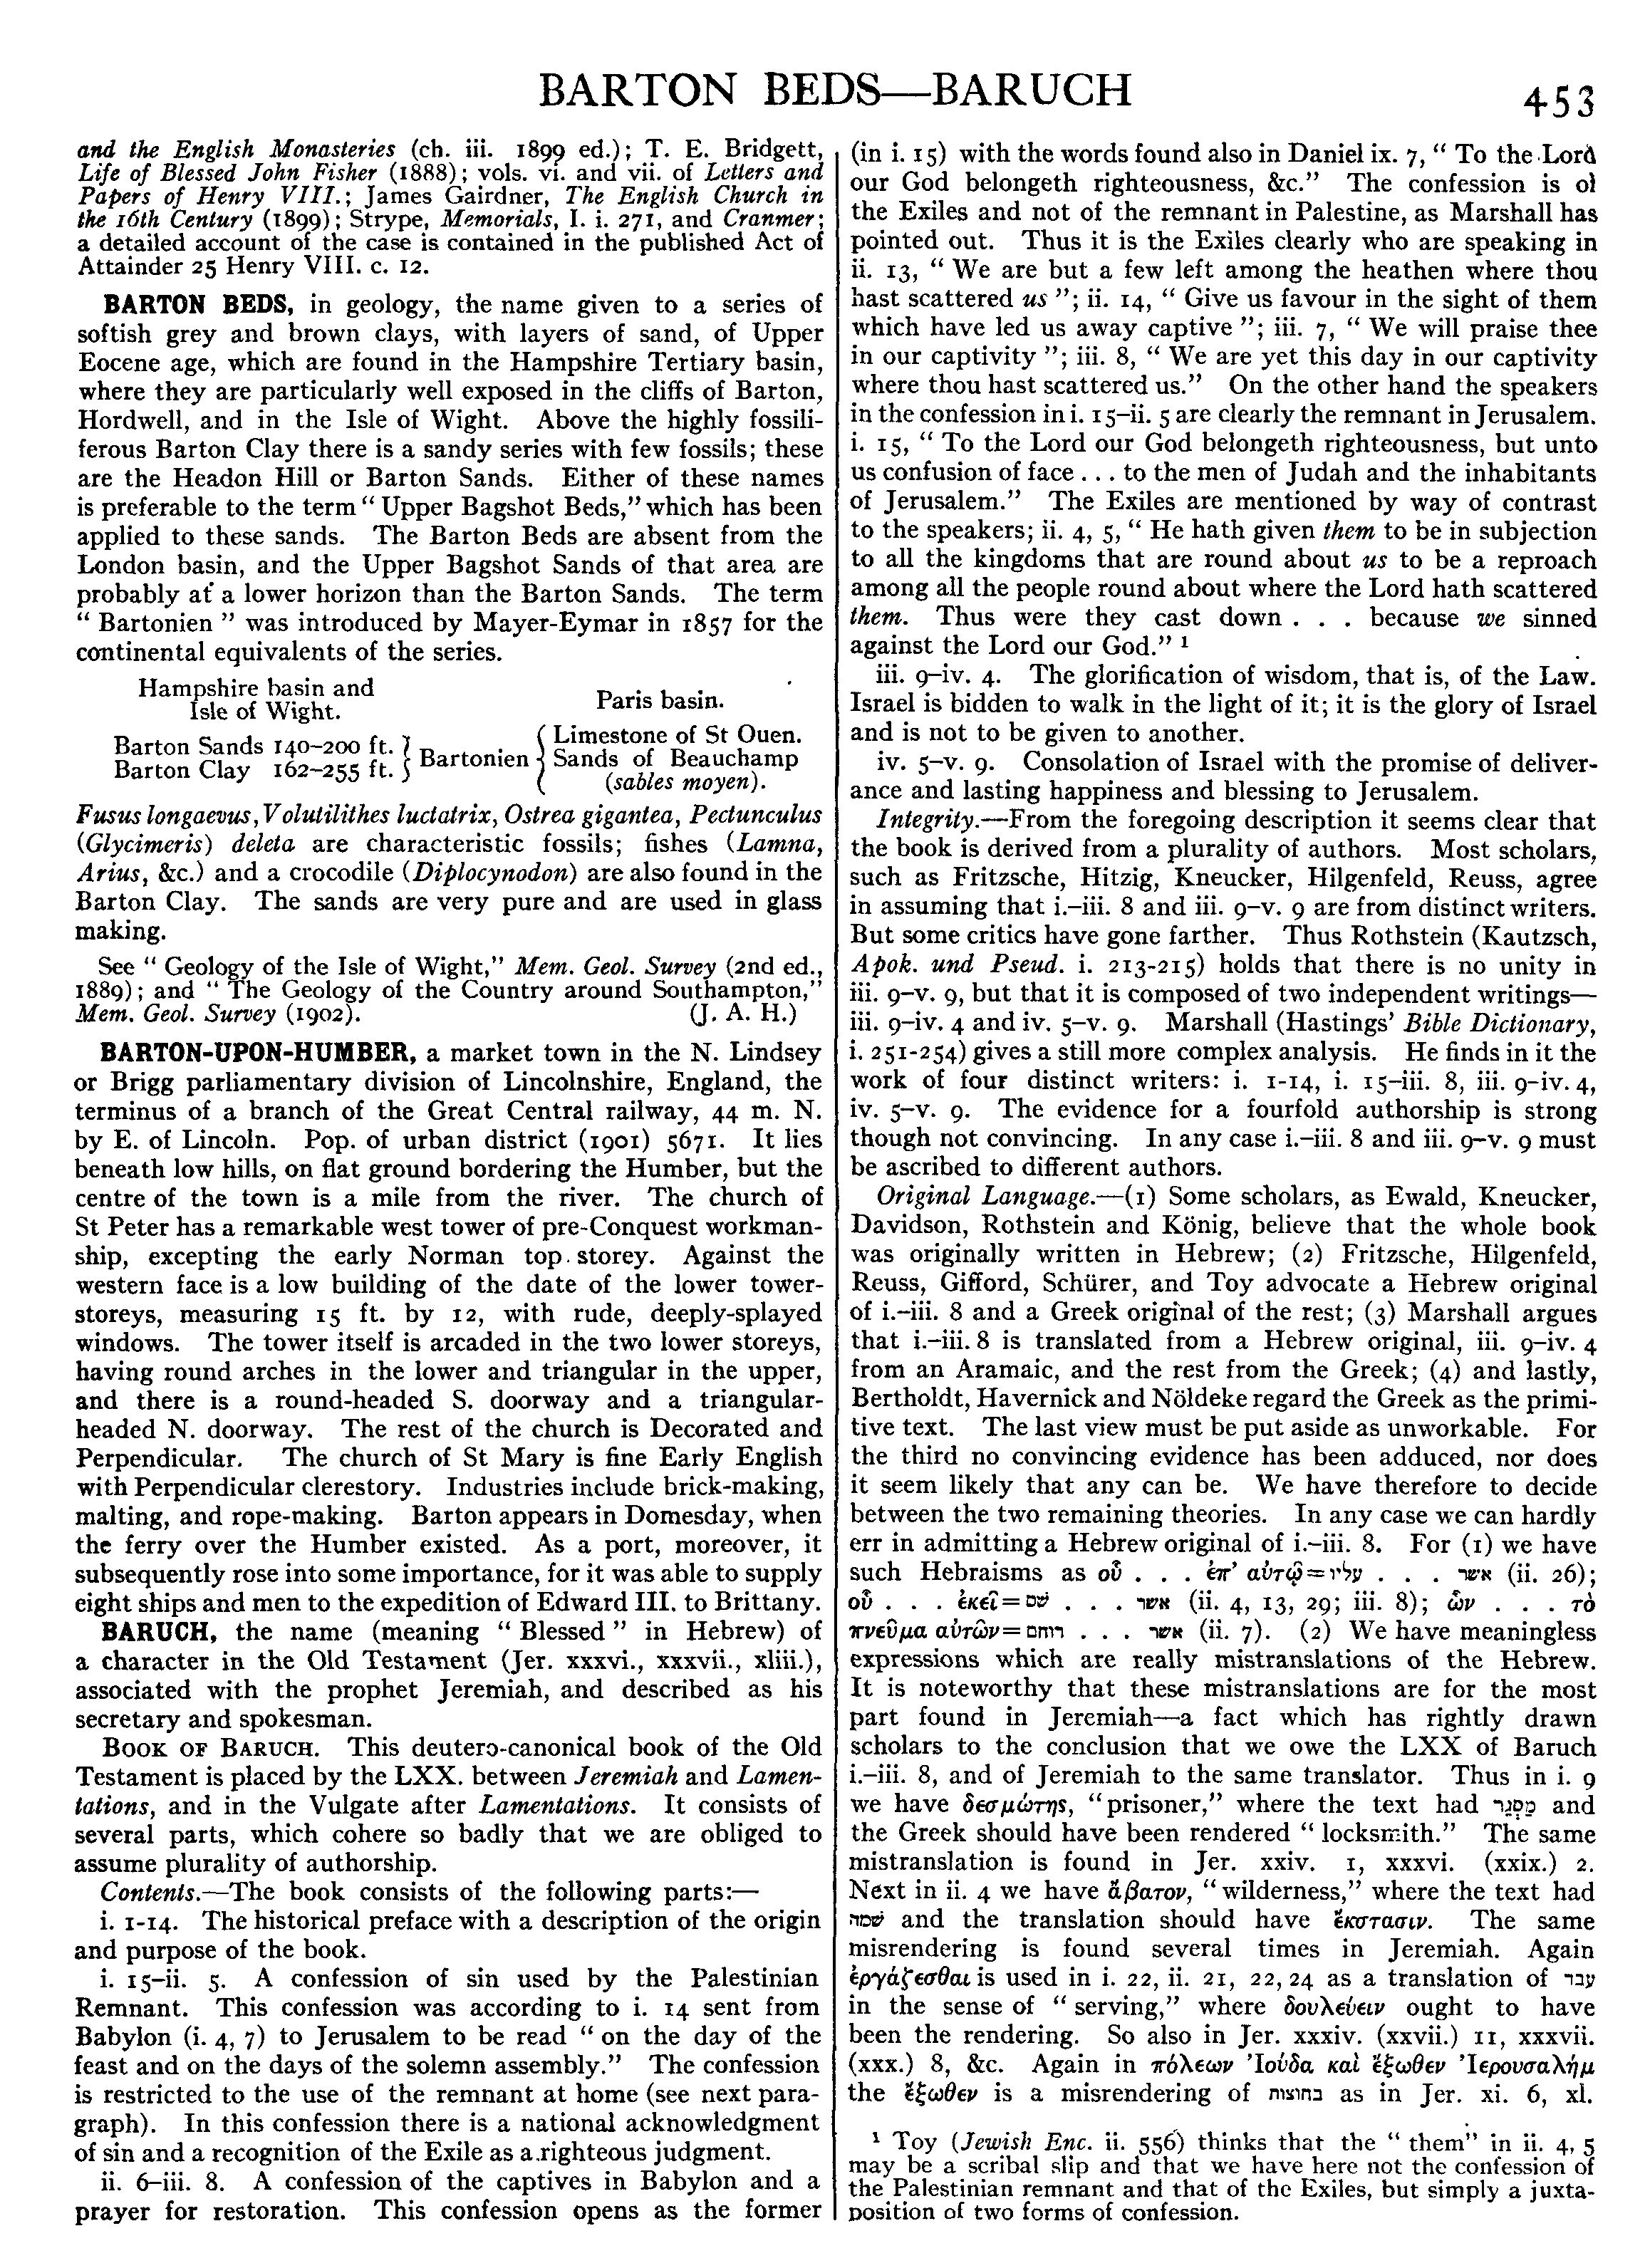 BARTON BEDS—BARUCH
453
and the English Monasteries (ch. iii. 1899 ed.); T. E. Bridgett,
Life of Blessed John Fisher (1888); vols. vi. and vii. of Letters and
Papers of Henry VIII.; James Gairdner, The English Church in
the 16th Century (1899); Strype, Memorials, I. i. 271, and Cranmer;
a detailed account of the case is contained in the published Act of
Attainder 25 Henry VIII. c. 12.
BARTON BEDS, in geology, the name given to a series of
softish grey and brown clays, with layers of sand, of Upper
Eocene age, which are found in the Hampshire Tertiary basin,
where they are particularly well exposed in the cliffs of Barton,
Hordwell, and in the Isle of Wight. Above the highly fossili-
ferous Barton Clay there is a sandy series with few fossils; these
are the Headon Hill or Barton Sands. Either of these names
is preferable to the term “ Upper Bagshot Beds,” which has been
applied to these sands. The Barton Beds are absent from the
London basin, and the Upper Bagshot Sands of that area are
probably at a lower horizon than the Barton Sands. The term
“ Bartonien ” was introduced by Mayer-Eymar in 1857 for the
continental equivalents of the series.
Hampshire basin and
Isle of Wight.
Paris basin.
Barton Sands 140–200 ft.
Barton Clay 162–255 ft.
Bartonien
Limestone of St Ouen.
Sands of Beauchamp
(sables moyen).
Fusus longaevus, Volutilithes luctatrix, Ostrea gigantea, Pectunculus
(Glycimeris) deleta are characteristic fossils; fishes (Lamna,
Arius, &c.) and a crocodile (Diplocynodon) are also found in the
Barton Clay. The sands are very pure and are used in glass
making.
See “ Geology of the Isle of Wight,” Mem. Geol. Survey (2nd ed.,
1889); and “ The Geology of the Country around Southampton,”
Mem. Geol. Survey (1902). (J. A. H.)
BARTON-UPON-HUMBER, a market town in the N. Lindsey
or Brigg parliamentary division of Lincolnshire, England, the
terminus of a branch of the Great Central railway, 44 m. N.
by E. of Lincoln. Pop. of urban district (1901) 5671. It lies
beneath low hills, on flat ground bordering the Humber, but the
centre of the town is a mile from the river. The church of
St Peter has a remarkable west tower of pre-Conquest workman-
ship, excepting the early Norman top storey. Against the
western face is a low building of the date of the lower tower-
storeys, measuring 15 ft. by 12, with rude, deeply-splayed
windows. The tower itself is arcaded in the two lower storeys,
having round arches in the lower and triangular in the upper,
and there is a round-headed S. doorway and a triangular-
headed N. doorway. The rest of the church is Decorated and
Perpendicular. The church of St Mary is fine Early English
with Perpendicular clerestory. Industries include brick-making,
malting, and rope-making. Barton appears in Domesday, when
the ferry over the Humber existed. As a port, moreover, it
subsequently rose into some importance, for it was able to supply
eight ships and men to the expedition of Edward III. to Brittany.
BARUCH, the name (meaning “ Blessed ” in Hebrew) of
a character in the Old Testament (Jer. xxxvi., xxxvii., xliii.),
associated with the prophet Jeremiah, and described as his
secretary and spokesman.
BOOK OF BARUCH. This deutero-canonical book of the Old
Testament is placed by the LXX. between Jeremiah and Lamen-
tations, and in the Vulgate after Lamentations. It consists of
several parts, which cohere so badly that we are obliged to
assume plurality of authorship.
Contents.—The book consists of the following parts:—
i. 1-14. The historical preface with a description of the origin
and purpose of the book.
i. 15–ii. 5. A confession of sin used by the Palestinian
Remnant. This confession was according to i. 14 sent from
Babylon (i. 4, 7) to Jerusalem to be read “ on the day of the
feast and on the days of the solemn assembly.” The confession
is restricted to the use of the remnant at home (see next para-
graph). In this confession there is a national acknowledgment
of sin and a recognition of the Exile as a righteous judgment.
ii. 6–iii. 8. A confession of the captives in Babylon and a
prayer for restoration. This confession opens as the former
(in i. 15) with the words found also in Daniel ix. 7, “ To the Lord
our God belongeth righteousness, &c.” The confession is of
the Exiles and not of the remnant in Palestine, as Marshall has
pointed out. Thus it is the Exiles clearly who are speaking in
ii. 13, “ We are but a few left among the heathen where thou
hast scattered us ”; ii. 14, “ Give us favour in the sight of them
which have led us away captive ”; iii. 7, “ We will praise thee
in our captivity ”; iii. 8, “ We are yet this day in our captivity
where thou hast scattered us.” On the other hand the speakers
in the confession in i. 15–ii. 5 are clearly the remnant in Jerusalem.
i. 15, “ To the Lord our God belongeth righteousness, but unto
us confusion of face . . . to the men of Judah and the inhabitants
of Jerusalem.” The Exiles are mentioned by way of contrast
to the speakers; ii. 4, 5, “ He hath given them to be in subjection
to all the kingdoms that are round about us to be a reproach
among all the people round about where the Lord hath scattered
them. Thus were they cast down . . . because we sinned
against the Lord our God.” 1
iii. 9–iv. 4. The glorification of wisdom, that is, of the Law.
Israel is bidden to walk in the light of it; it is the glory of Israel
and is not to be given to another.
iv. 5–v. 9. Consolation of Israel with the promise of deliver-
ance and lasting happiness and blessing to Jerusalem.
Integrity.—From the foregoing description it seems clear that
the book is derived from a plurality of authors. Most scholars,
such as Fritzsche, Hitzig, Kneucker, Hilgenfeld, Reuss, agree
in assuming that i.–iii. 8 and iii. 9–v. 9 are from distinct writers.
But some critics have gone farther. Thus Rothstein (Kautzsch,
Apok. und Pseud. i. 213-215) holds that there is no unity in
iii. 9–v. 9, but that it is composed of two independent writings—
iii. 9–iv. 4 and iv. 5–v. 9. Marshall (Hastings’ Bible Dictionary,
i. 251-254) gives a still more complex analysis. He finds in it the
work of four distinct writers: i. 1-14, i. 15–iii. 8, iii. 9–iv. 4,
iv. 5–v. 9. The evidence for a fourfold authorship is strong
though not convincing. In any case i.–iii. 8 and iii. 9–v. 9 must
be ascribed to different authors.
Original Language.—(1) Some scholars, as Ewald, Kneucker,
Davidson, Rothstein and König, believe that the whole book
was originally written in Hebrew; (2) Fritzsche, Hilgenfeld,
Reuss, Gifford, Schürer, and Toy advocate a Hebrew original
of i.–iii. 8 and a Greek original of the rest; (3) Marshall argues
that i.–iii. 8 is translated from a Hebrew original, iii. 9–iv. 4
from an Aramaic, and the rest from the Greek; (4) and lastly,
Bertholdt, Havernick and Nöldeke regard the Greek as the primi-
tive text. The last view must be put aside as unworkable. For
the third no convincing evidence has been adduced, nor does
it seem likely that any can be. We have therefore to decide
between the two remaining theories. In any case we can hardly
err in admitting a Hebrew original of i.–iii. 8. For (1) we have
such Hebraisms as οὗ . . . ἐπ’ αὐτῷ=עליו . . . אשר (ii. 26);
οὗ . . . ἐκεῖ=שם . . . אשר (ii. 4, 13, 29; iii. 8); ὧν . . . τὸ
πνεῦμα αὐτῶν=רוחם . . . אשר (ii. 7). (2) We have meaningless
expressions which are really mistranslations of the Hebrew.
It is noteworthy that these mistranslations are for the most
part found in Jeremiah—a fact which has rightly drawn
scholars to the conclusion that we owe the LXX of Baruch
i.–iii. 8, and of Jeremiah to the same translator. Thus in i. 9
we have δεσμώτης, “prisoner,” where the text had מַסְגֵּר and
the Greek should have been rendered “ locksmith.” The same
mistranslation is found in Jer. xxiv. 1, xxxvi. (xxix.) 2.
Next in ii. 4 we have ἄβατον, “ wilderness,” where the text had
שמה and the translation should have ἔκστασιν. The same
misrendering is found several times in Jeremiah. Again
ἐργάζεσθαι is used in i. 22, ii. 21, 22, 24 as a translation of עבד
in the sense of “ serving,” where δουλεύειν ought to have
been the rendering. So also in Jer. xxxiv. (xxvii.) 11, xxxvii.
(xxx.) 8, &c. Again in πόλεων Ἰούδα καὶ ἔξωθεν Ἰερουσαλήμ
the ἔξωθεν is a misrendering of בחוצות as in Jer. xi. 6, xl.
1 Toy (Jewish Enc. ii. 556) thinks that the “ them” in ii. 4, 5
may be a scribal slip and that we have here not the confession of
the Palestinian remnant and that of the Exiles, but simply a juxta-
position of two forms of confession.